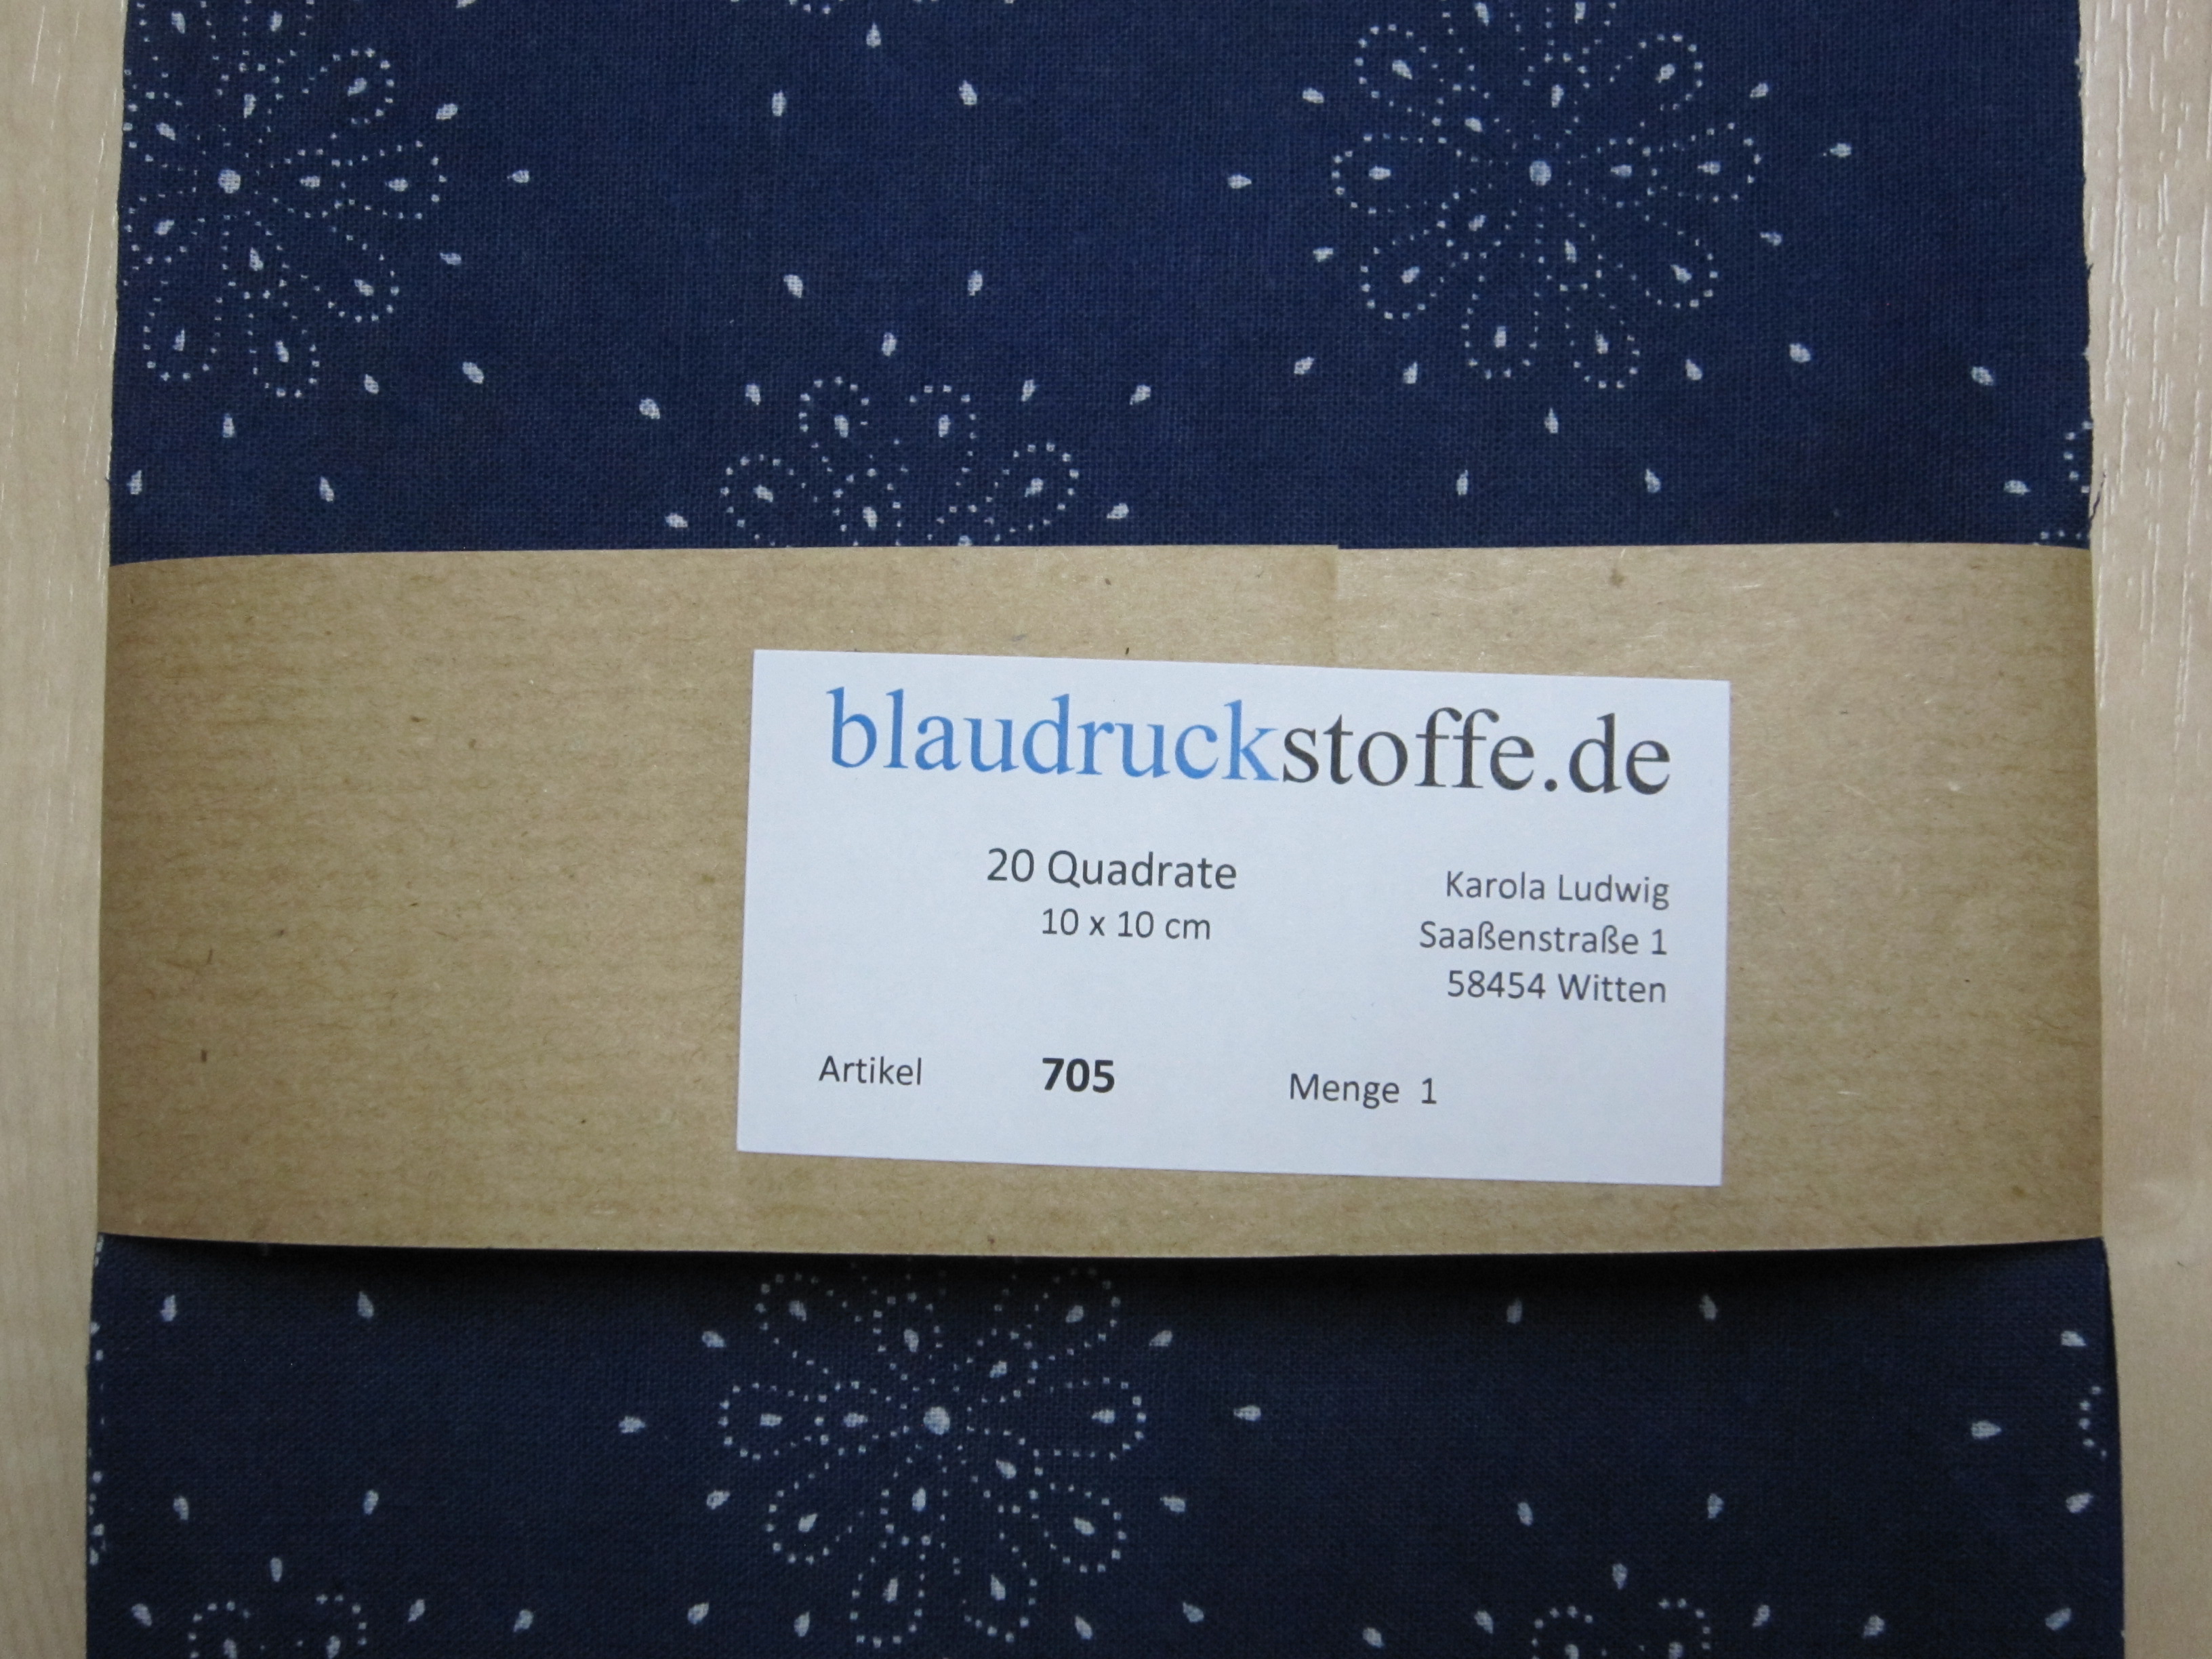 blaudruckstoffe.de
20 Quadrate
10 x 10 cm
Karola Ludwig
Saaßenstraße 1
58454 Witten
Artikel 705 Menge 1